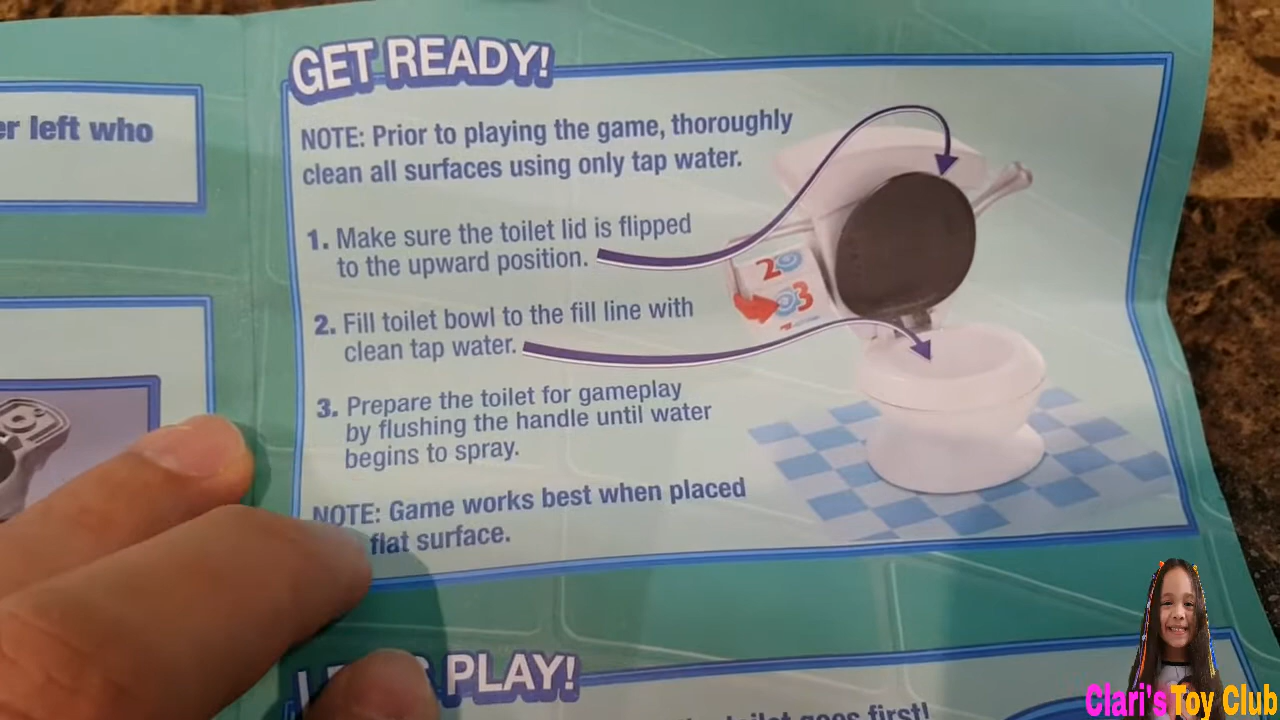 er left who
GET READY!
NOTE: Prior to playing the game, thoroughly
clean all surfaces using only tap water.
1. Make sure the toilet lid is flipped
to the upward position.
2. Fill toilet bowl to the fill line with
clean tap water.
3. Prepare the toilet for gameplay
by flushing the handle until water
begins to spray.
NOTE: Game works best when placed
flat surface.
2
3
PLAY!
toilet goes first!
Clari's Toy Club